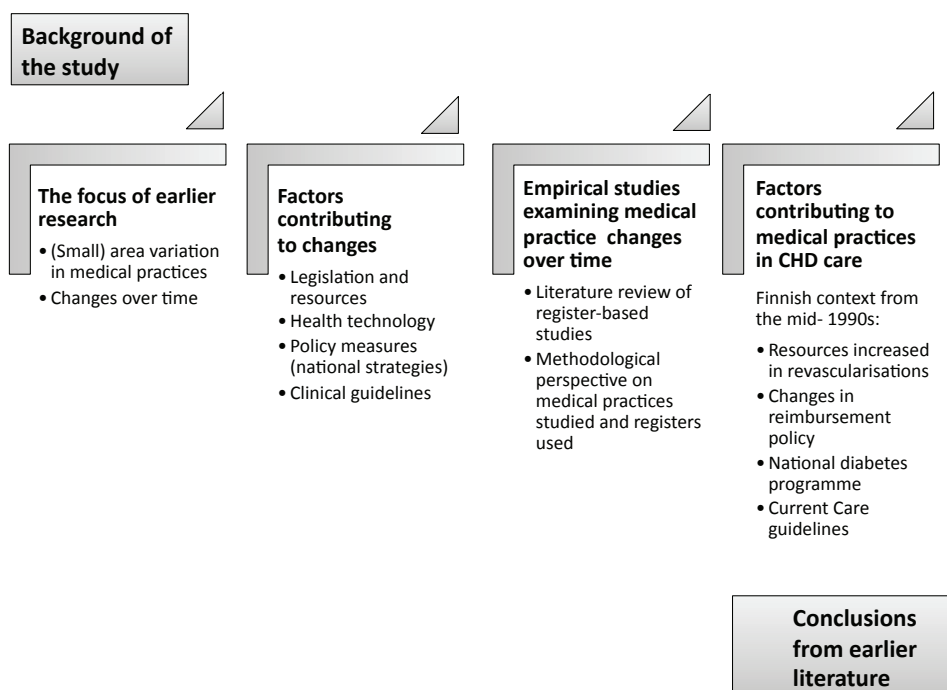 Background of
the study
The focus of earlier
research
• (Small) area variation
in medical practices
• Changes over time
Factors
contributing
to changes
• Legislation and
resources
• Health technology
• Policy measures
(national strategies)
• Clinical guidelines
Empirical studies
examining medical
practice changes
over time
• Literature review of
register-based
studies
• Methodological
perspective on
medical practices
studied and registers
used
Factors
contributing to
medical practices
in CHD care
Finnish context from
the mid- 1990s:
• Resources increased
in revascularisations
• Changes in
reimbursement
policy
• National diabetes
programme
• Current Care
guidelines
Conclusions
from earlier
literature